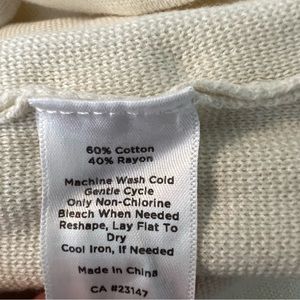 60% Cotton
40% Rayon
Machine Wash Cold
Gentle Cycle
Only Non-Chlorine
Bleach When Needed
Reshape, Lay Flat To
Dry
Cool Iron, If Needed
Made in China
CA #23147